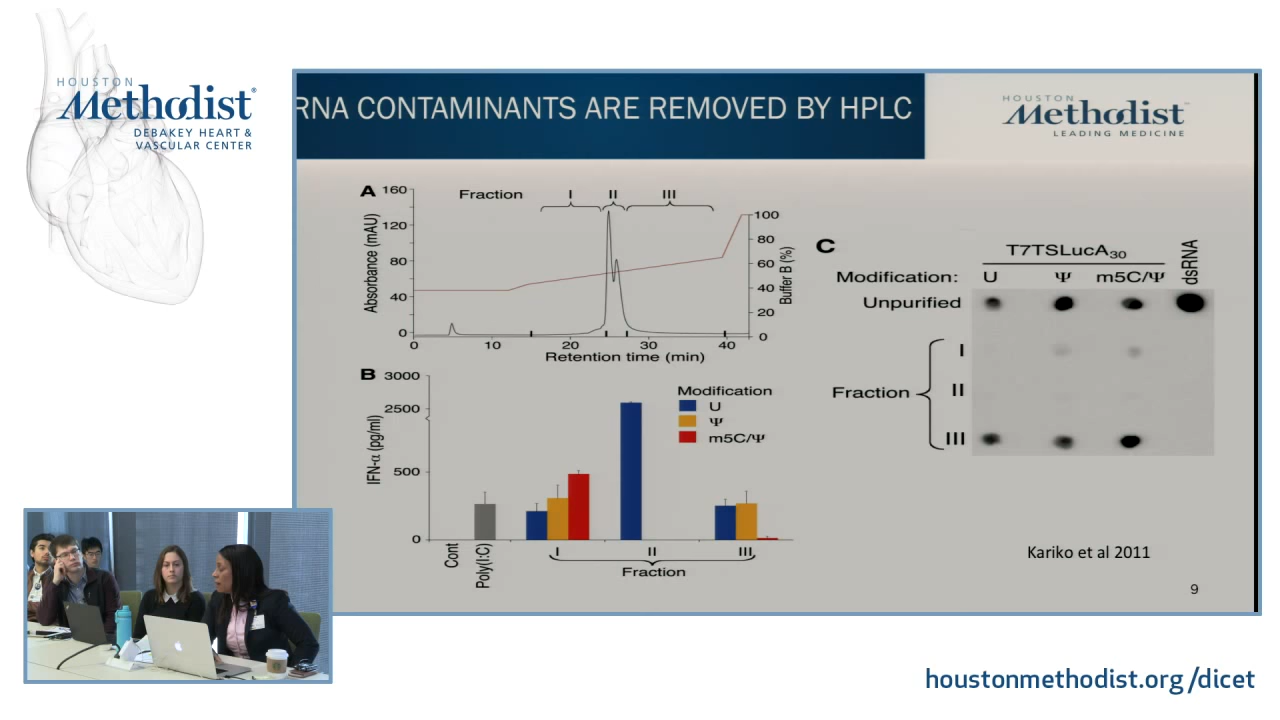 HOUSTON
Methodist®
DEBAKEY HEART &
VASCULAR CENTER
RNA CONTAMINANTS ARE REMOVED BY HPLC
HOUSTON
Methodist
LEADING MEDICINE
A
Fraction I II III
160
120
80
40
0
Absorbance (mAU)
100
80
60
40
20
0
Buffer B (%)
0 10 20 30 40
Retention time (min)
B
3000
2500
500
0
IFN-α (pg/ml)
Modification
U
Ψ
m5C/Ψ
Cont
Poly(I:C)
I II III
Fraction
C
T7TSLucA30
Modification: U Ψ m5C/Ψ
dsRNA
Unpurified
I
Fraction II
III
Kariko et al 2011
9
houstonmethodist.org/dicet